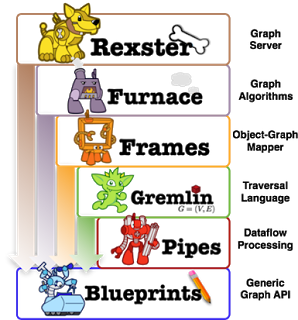 Rexster
Graph
Server
Furnace
Graph
Algorithms
Frames
Object-Graph
Mapper
Gremlin
G = (V, E)
Traversal
Language
Pipes
Dataflow
Processing
Blueprints
Generic
Graph API